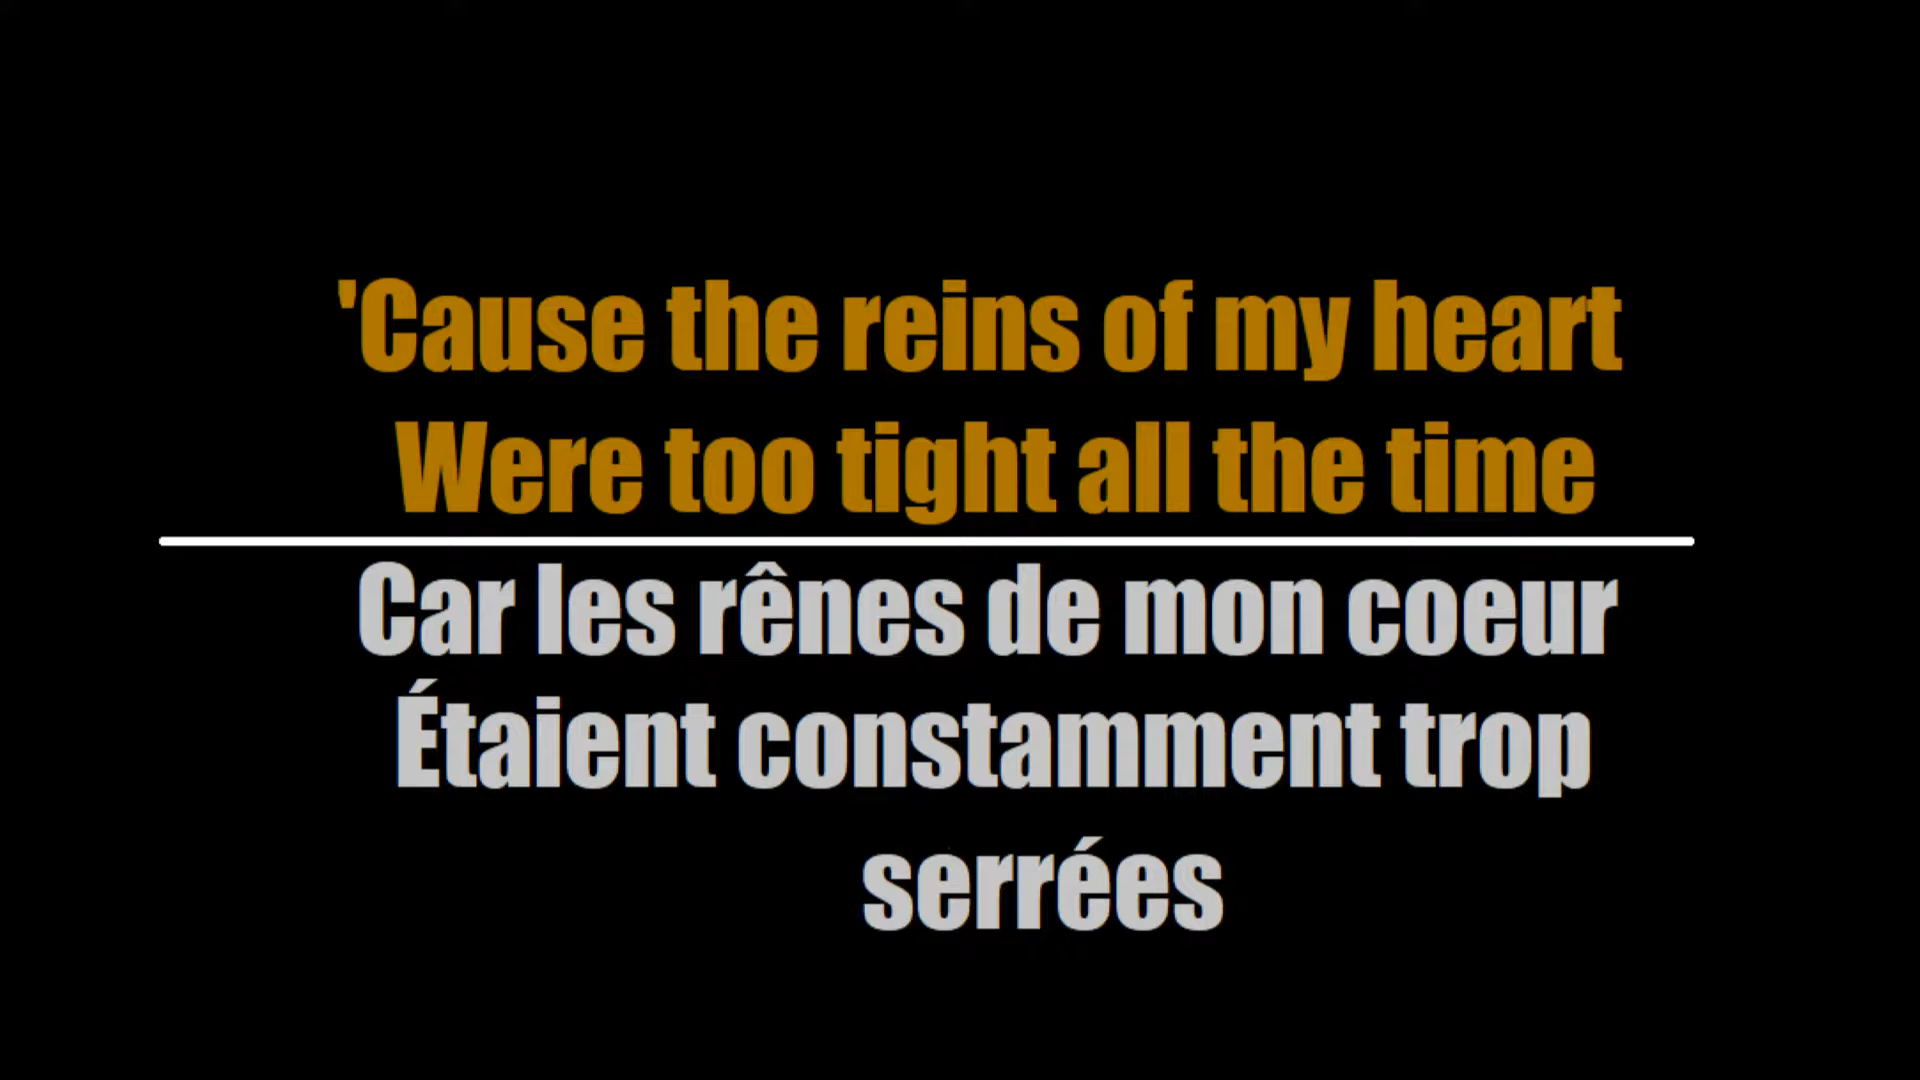 'Cause the reins of my heart
Were too tight all the time
Car les rênes de mon coeur
Étaient constamment trop
serrées